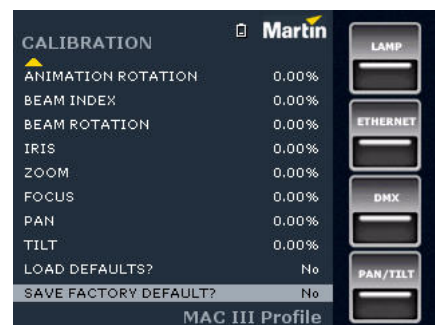 Martin
CALIBRATION
ANIMATION ROTATION 0.00%
BEAM INDEX 0.00%
BEAM ROTATION 0.00%
IRIS 0.00%
ZOOM 0.00%
FOCUS 0.00%
PAN 0.00%
TILT 0.00%
LOAD DEFAULTS? No
SAVE FACTORY DEFAULT? No
MAC III Profile
LAMP
ETHERNET
DMX
PAN/TILT